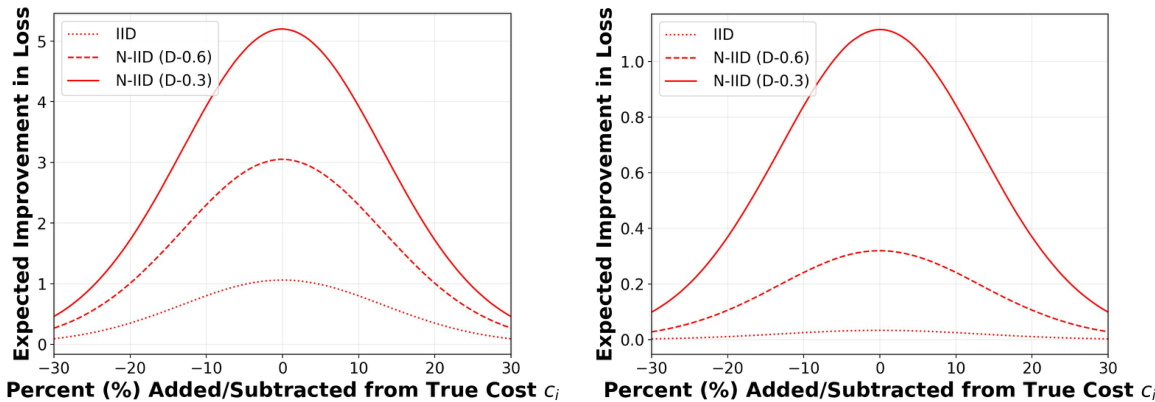 Expected Improvement in Loss
5
4
3
2
1
0
IID
N-IID (D-0.6)
N-IID (D-0.3)
−30 −20 −10 0 10 20 30
Percent (%) Added/Subtracted from True Cost c_i
Expected Improvement in Loss
1.0
0.8
0.6
0.4
0.2
0.0
IID
N-IID (D-0.6)
N-IID (D-0.3)
−30 −20 −10 0 10 20 30
Percent (%) Added/Subtracted from True Cost c_i